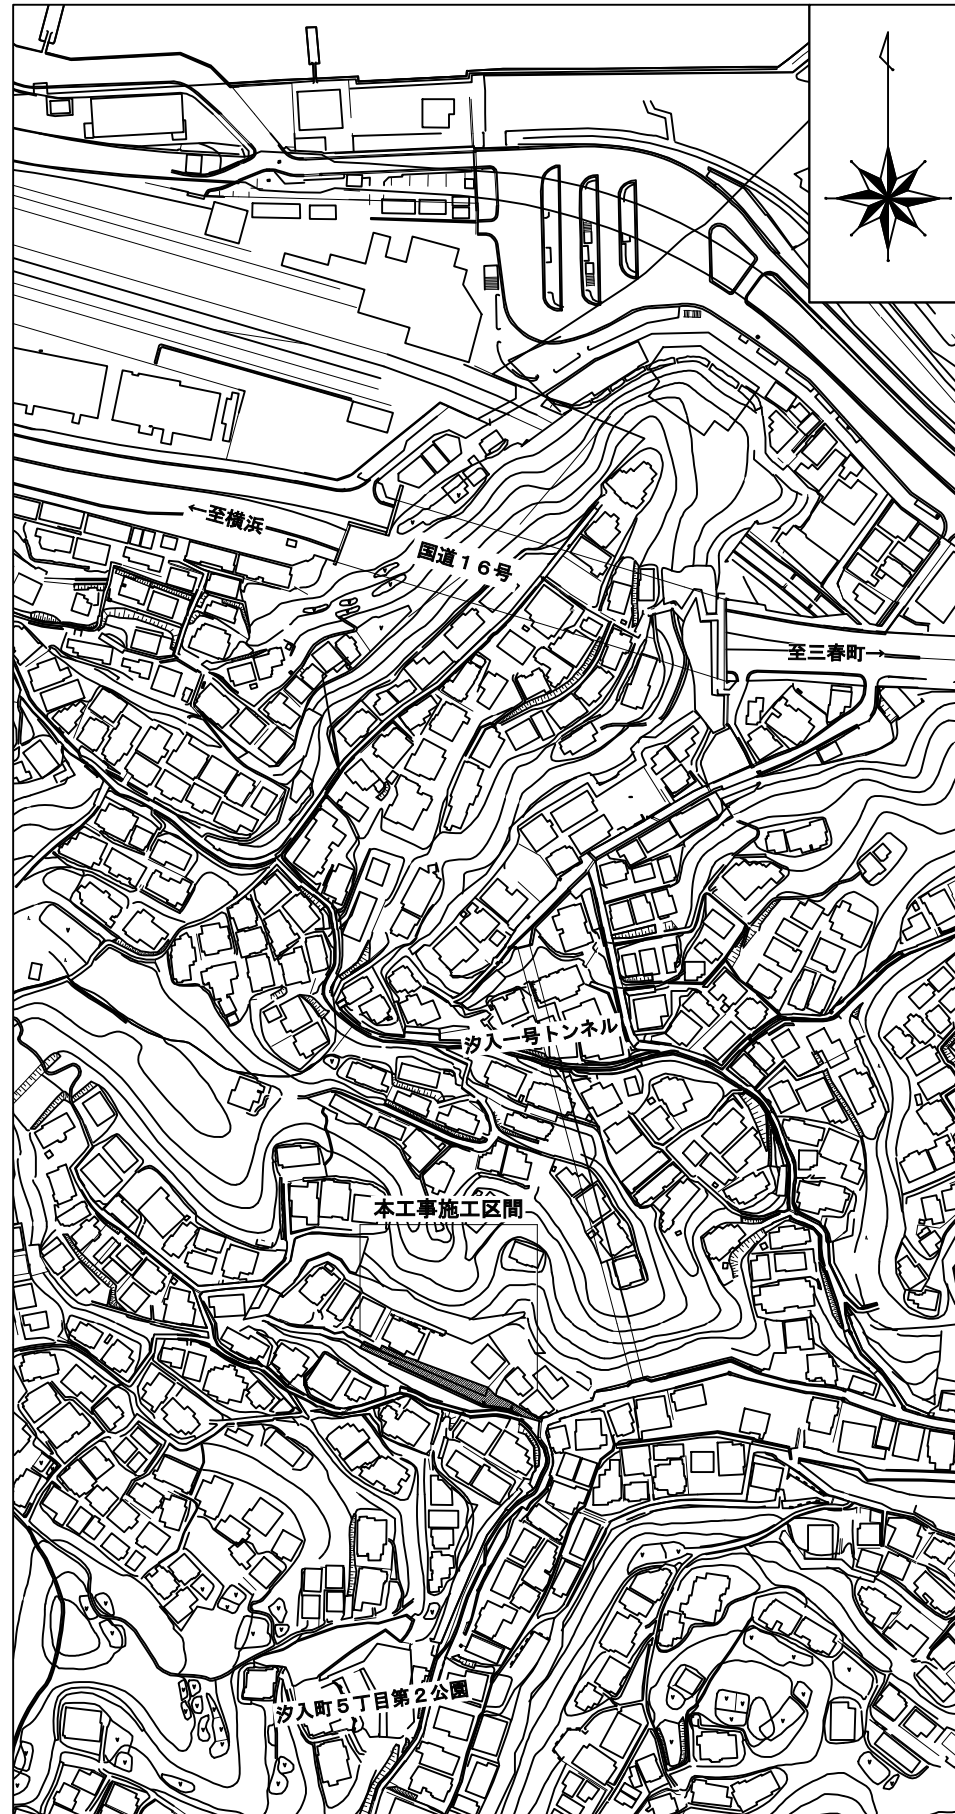 ←至横浜
国道１６号
至三春町→
汐入一号トンネル
本工事施工区間
汐入町５丁目第２公園